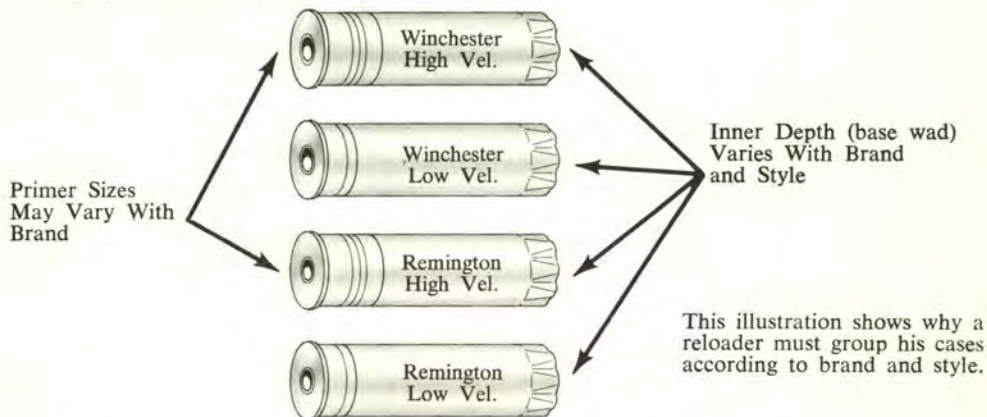 Winchester
High Vel.
Winchester
Low Vel.
Primer Sizes
May Vary With
Brand
Inner Depth (base wad)
Varies With Brand
and Style
Remington
High Vel.
Remington
Low Vel.
This illustration shows why a
reloader must group his cases
according to brand and style.